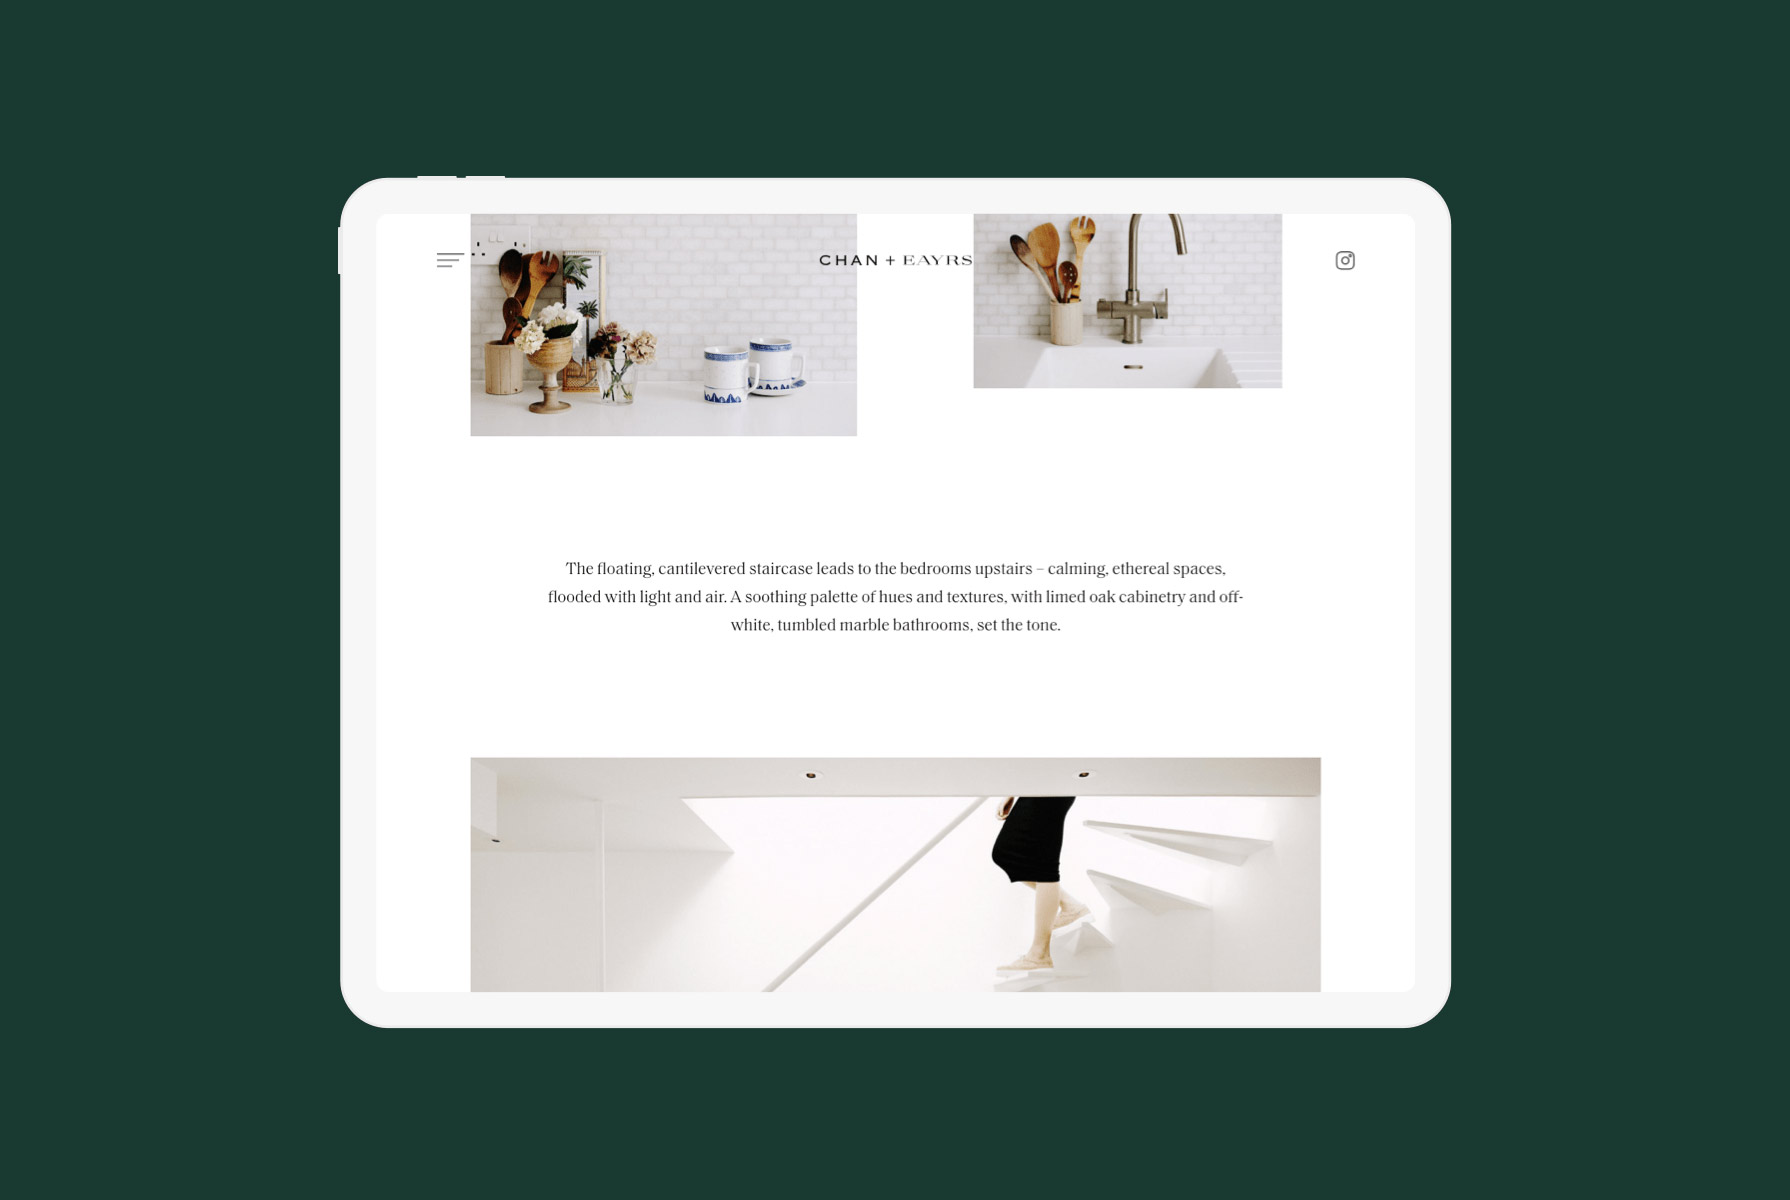 CHAN + EAYRS
The floating, cantilevered staircase leads to the bedrooms upstairs – calming, ethereal spaces,
flooded with light and air. A soothing palette of hues and textures, with limed oak cabinetry and off-
white, tumbled marble bathrooms, set the tone.